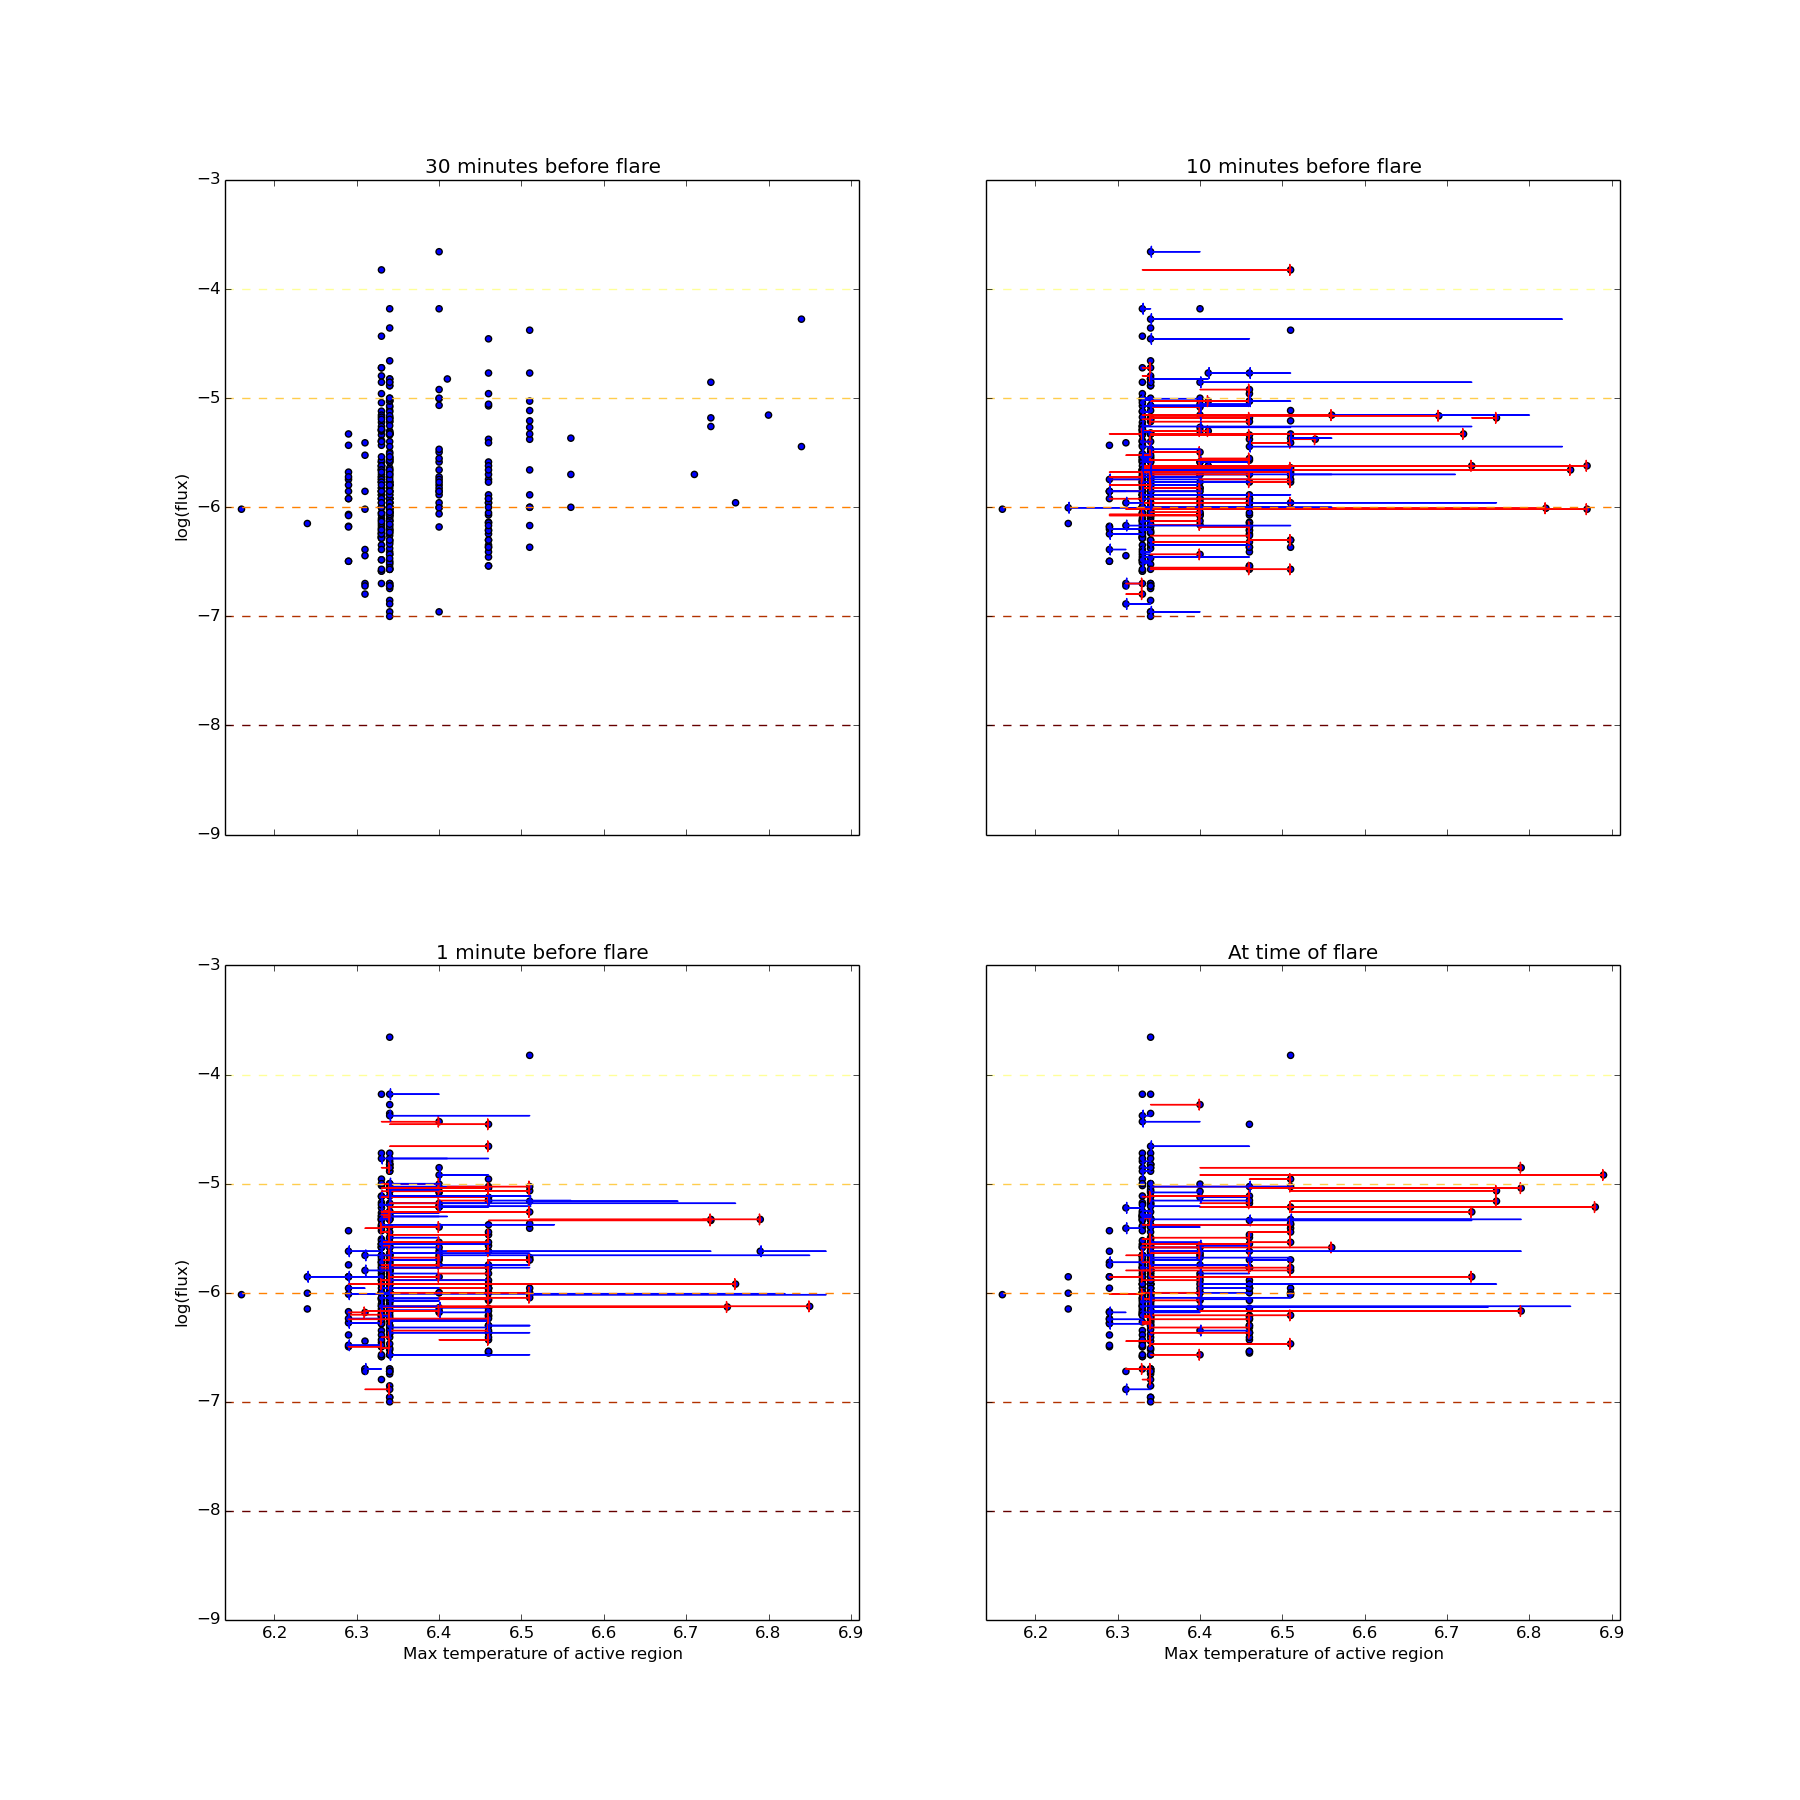 30 minutes before flare
10 minutes before flare
−3
−4
−5
−6
−7
−8
−9
log(flux)
1 minute before flare
At time of flare
−3
−4
−5
−6
−7
−8
−9
log(flux)
6.2 6.3 6.4 6.5 6.6 6.7 6.8 6.9
Max temperature of active region
6.2 6.3 6.4 6.5 6.6 6.7 6.8 6.9
Max temperature of active region